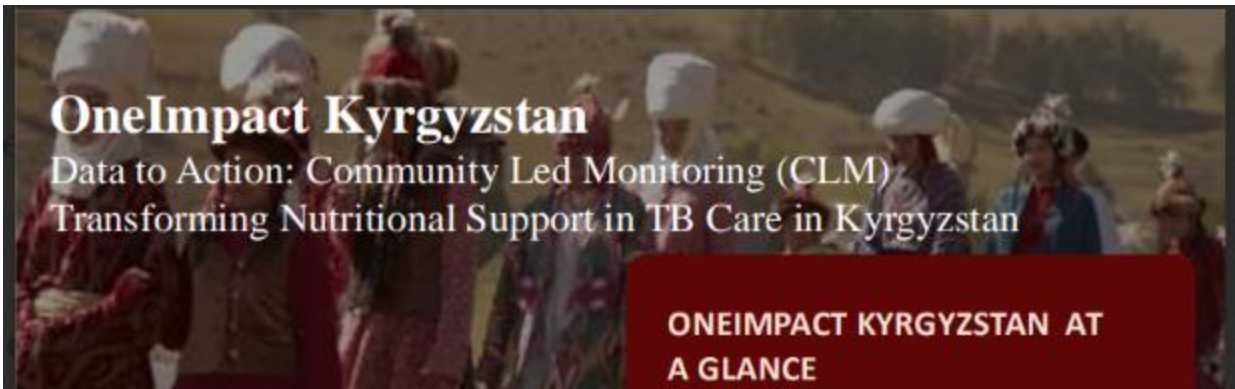 OneImpact Kyrgyzstan
Data to Action: Community Led Monitoring (CLM)
Transforming Nutritional Support in TB Care in Kyrgyzstan
ONEIMPACT KYRGYZSTAN AT
A GLANCE